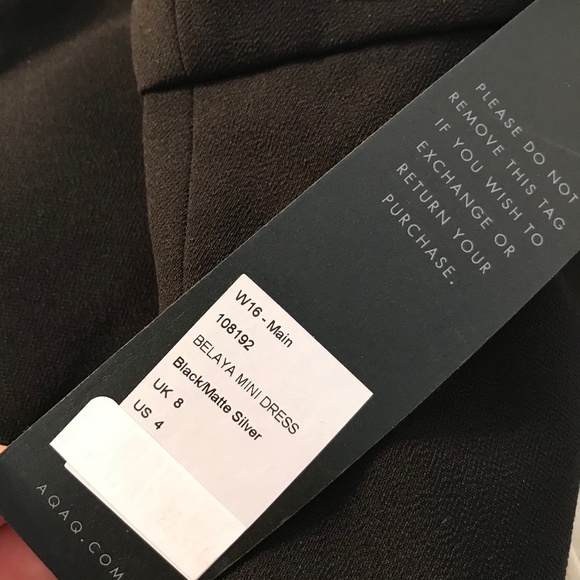 PLEASE DO NOT
REMOVE THIS TAG
IF YOU WISH TO
EXCHANGE OR
RETURN YOUR
PURCHASE.
W16 - Main
108192
BELAYA MINI DRESS
Black/Matte Silver
UK 8
US 4
AQAQ.COM